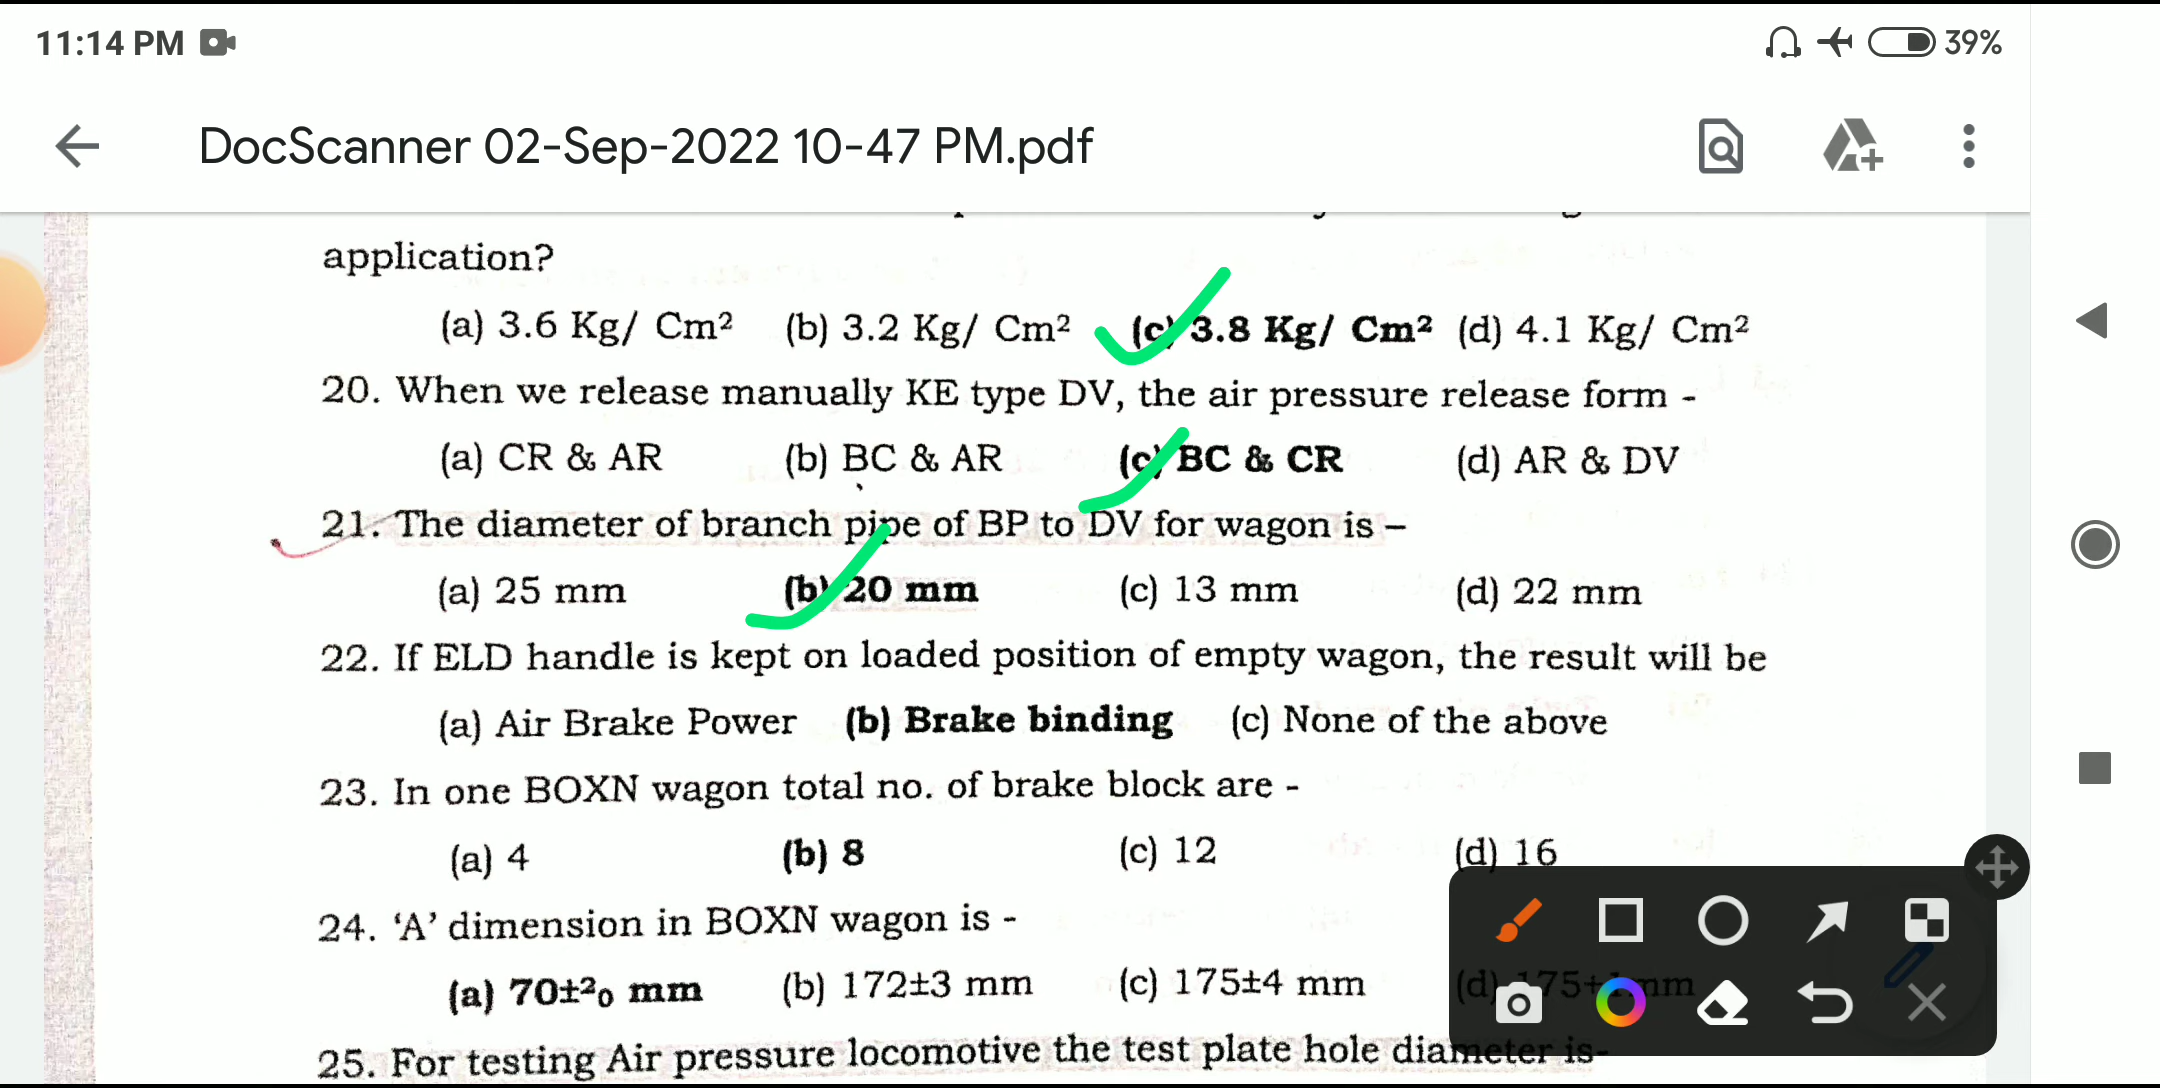 11:14 PM 39%
DocScanner 02-Sep-2022 10-47 PM.pdf
application?
(a) 3.6 Kg/ Cm² (b) 3.2 Kg/ Cm² (c) 3.8 Kg/ Cm² (d) 4.1 Kg/ Cm²
20. When we release manually KE type DV, the air pressure release form -
(a) CR & AR (b) BC & AR (c) BC & CR (d) AR & DV
21. The diameter of branch pipe of BP to DV for wagon is –
(a) 25 mm (b) 20 mm (c) 13 mm (d) 22 mm
22. If ELD handle is kept on loaded position of empty wagon, the result will be
(a) Air Brake Power (b) Brake binding (c) None of the above
23. In one BOXN wagon total no. of brake block are -
(a) 4 (b) 8 (c) 12 (d) 16
24. ‘A’ dimension in BOXN wagon is -
(a) 70±²₀ mm (b) 172±3 mm (c) 175±4 mm (d)
25. For testing Air pressure locomotive the test plate hole diameter is-